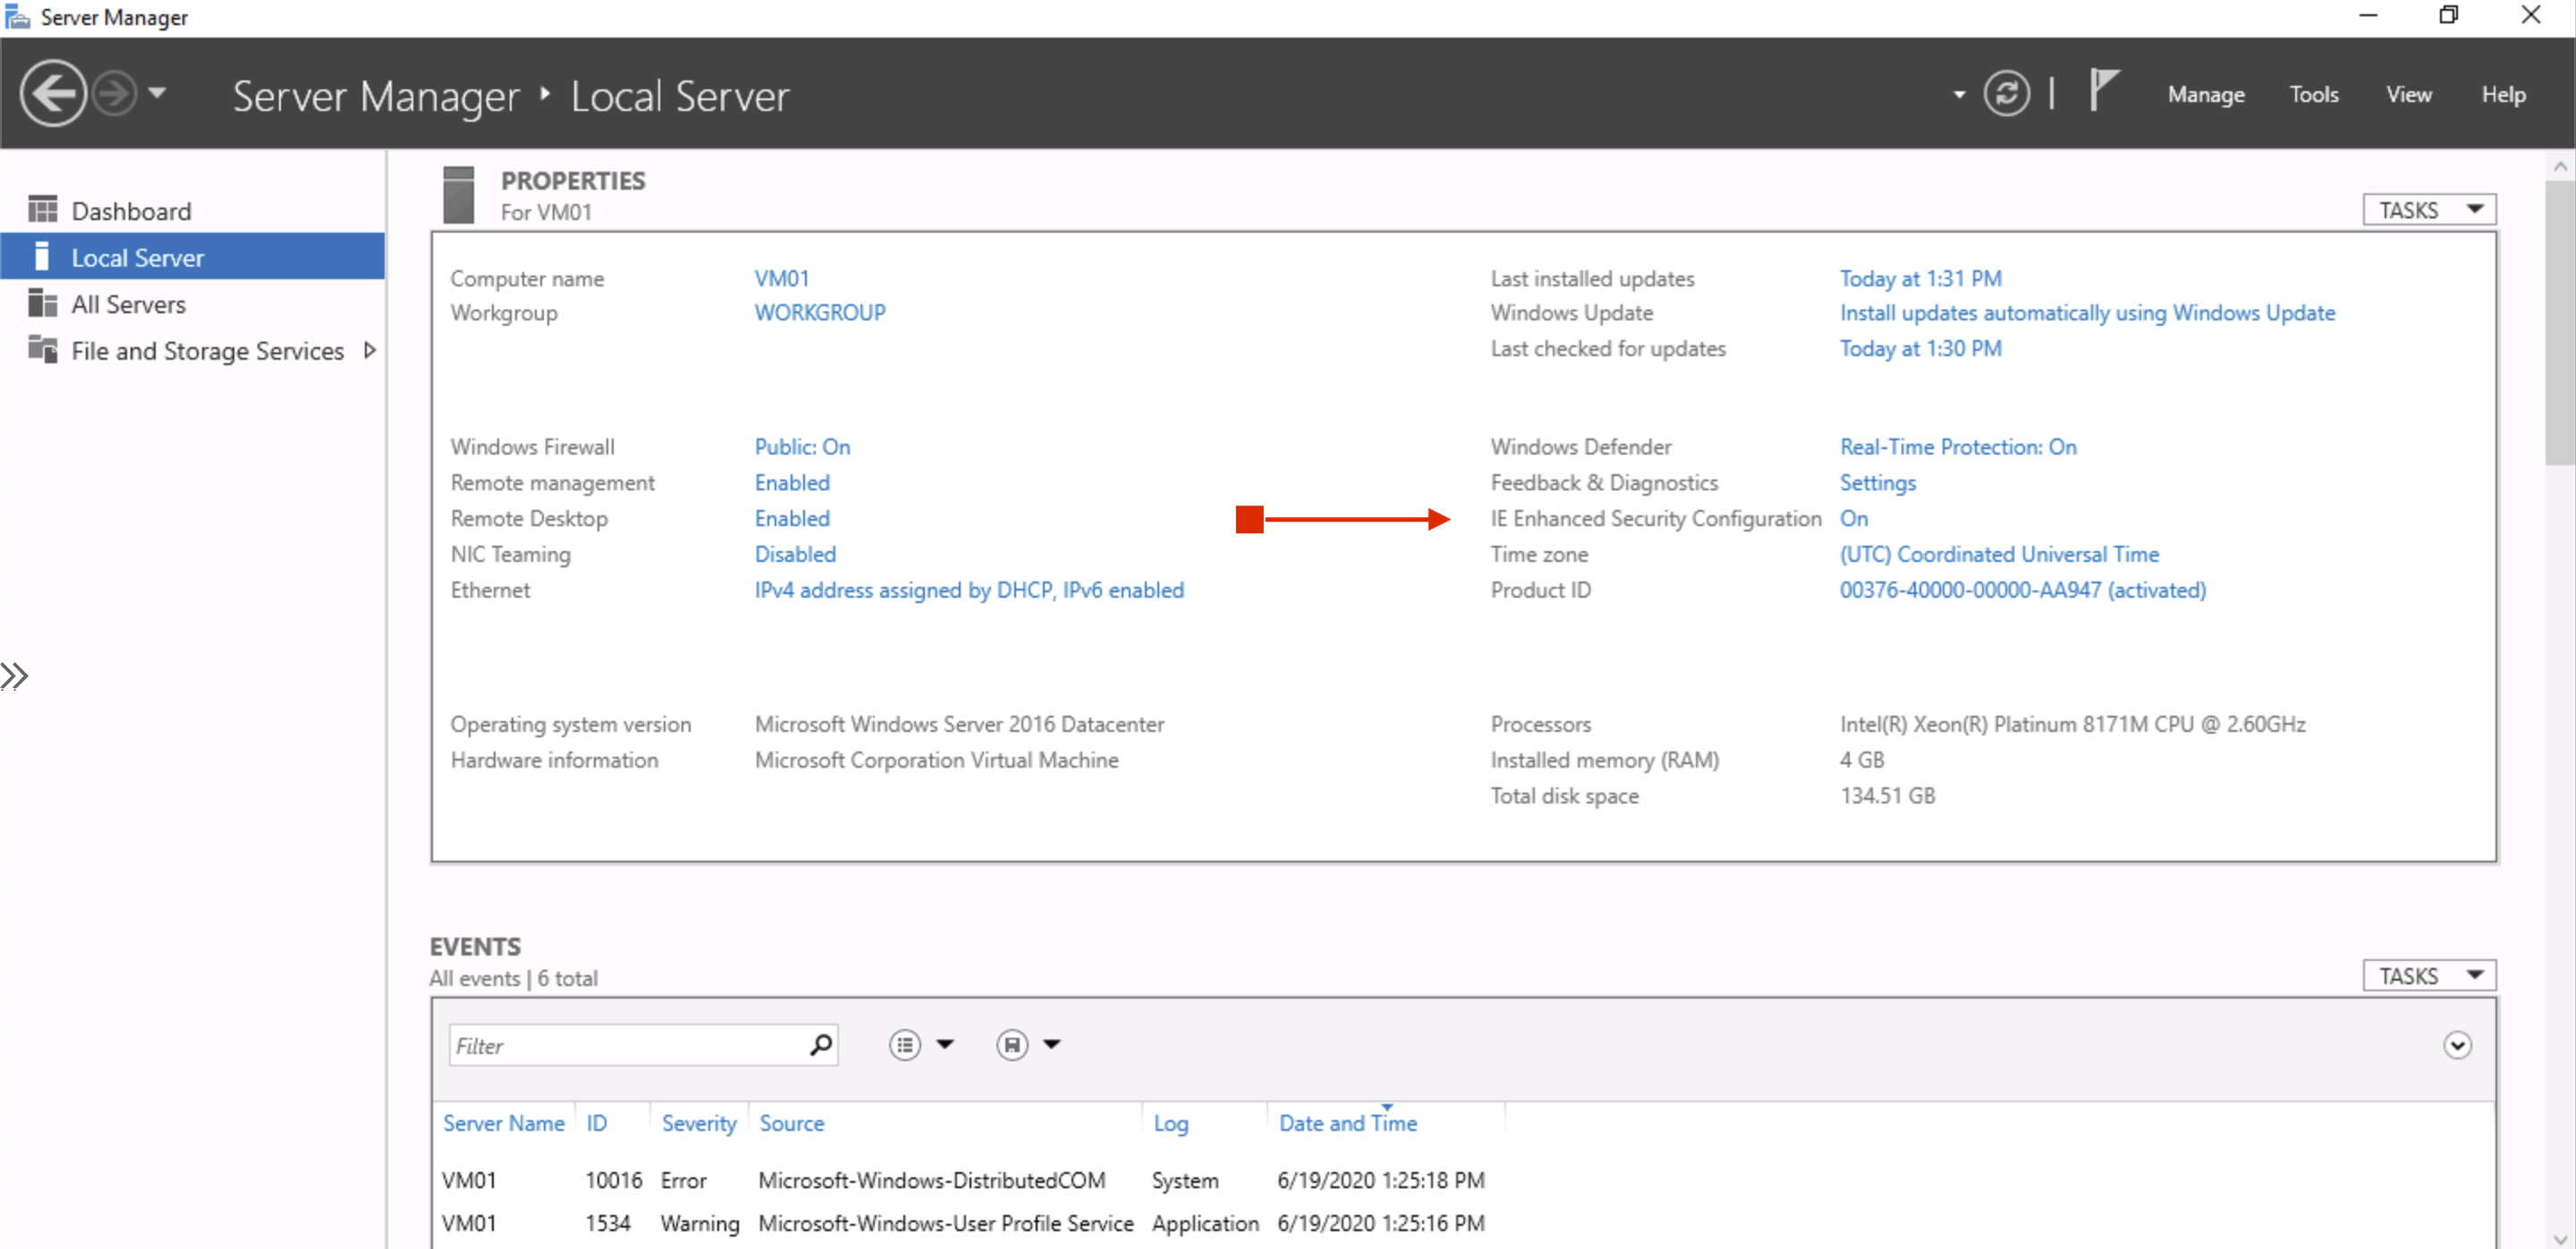 Server Manager
Server Manager ‣ Local Server
Manage Tools View Help
Dashboard
Local Server
All Servers
File and Storage Services
PROPERTIES
For VM01
TASKS
Computer name VM01 Last installed updates Today at 1:31 PM
Workgroup WORKGROUP Windows Update Install updates automatically using Windows Update
Last checked for updates Today at 1:30 PM
Windows Firewall Public: On Windows Defender Real-Time Protection: On
Remote management Enabled Feedback & Diagnostics Settings
Remote Desktop Enabled IE Enhanced Security Configuration On
NIC Teaming Disabled Time zone (UTC) Coordinated Universal Time
Ethernet IPv4 address assigned by DHCP, IPv6 enabled Product ID 00376-40000-00000-AA947 (activated)
Operating system version Microsoft Windows Server 2016 Datacenter Processors Intel(R) Xeon(R) Platinum 8171M CPU @ 2.60GHz
Hardware information Microsoft Corporation Virtual Machine Installed memory (RAM) 4 GB
Total disk space 134.51 GB
EVENTS
All events | 6 total
TASKS
Filter
Server Name ID Severity Source Log Date and Time
VM01 10016 Error Microsoft-Windows-DistributedCOM System 6/19/2020 1:25:18 PM
VM01 1534 Warning Microsoft-Windows-User Profile Service Application 6/19/2020 1:25:16 PM